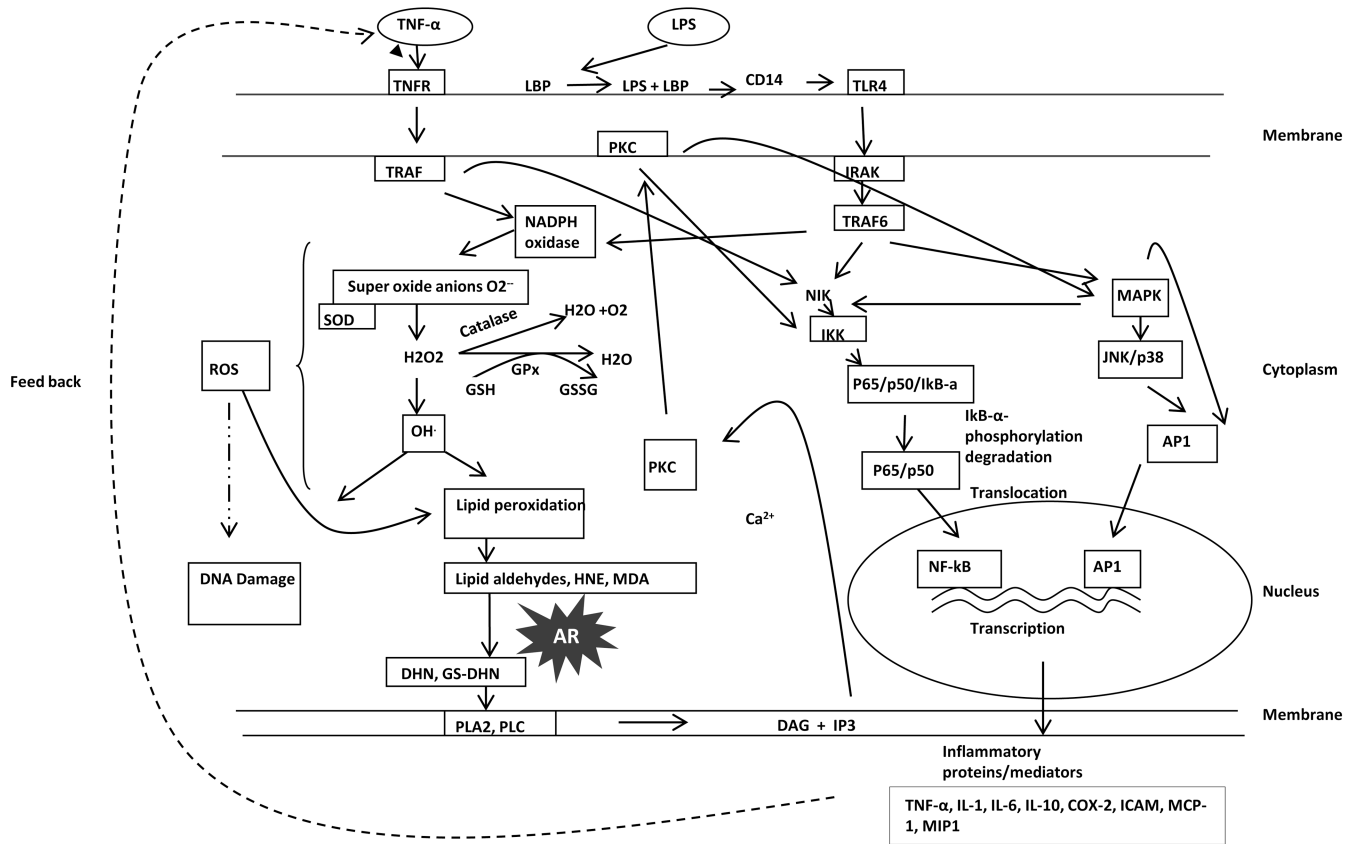 TNF-α
LPS
TNFR
LBP
LPS + LBP
CD14
TLR4
Membrane
PKC
TRAF
IRAK
TRAF6
NADPH
oxidase
Super oxide anions O2⁻⁻
SOD
NIK
MAPK
Catalase
H2O +O2
IKK
H2O2
H2O
GPx
GSH
GSSG
JNK/p38
ROS
Feed back
Cytoplasm
P65/p50/IkB-a
IkB-α-
phosphorylation
degradation
OH·
AP1
PKC
P65/p50
Translocation
Lipid peroxidation
Ca²⁺
NF-kB
AP1
DNA Damage
Lipid aldehydes, HNE, MDA
Nucleus
Transcription
AR
DHN, GS-DHN
PLA2, PLC
DAG + IP3
Membrane
Inflammatory
proteins/mediators
TNF-α, IL-1, IL-6, IL-10, COX-2, ICAM, MCP-
1, MIP1